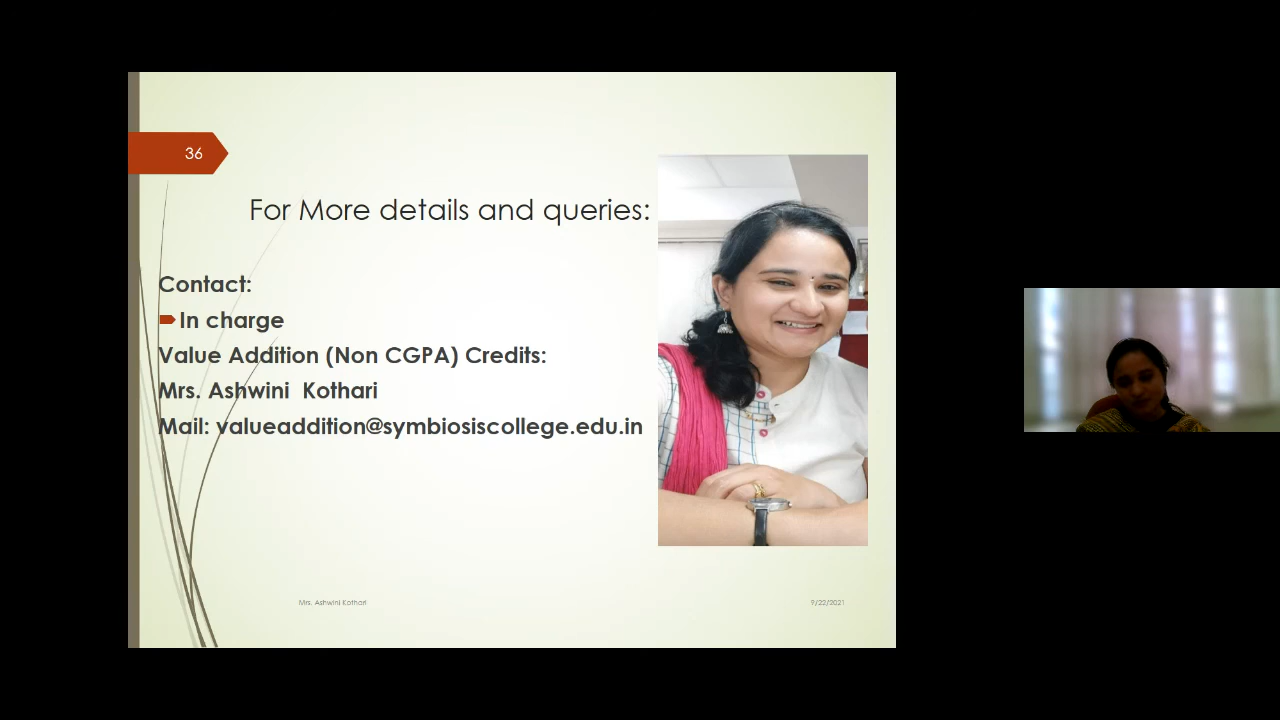 36
For More details and queries:
Contact:
In charge
Value Addition (Non CGPA) Credits:
Mrs. Ashwini Kothari
Mail: valueaddition@symbiosiscollege.edu.in
Mrs. Ashwini Kothari
9/22/2021